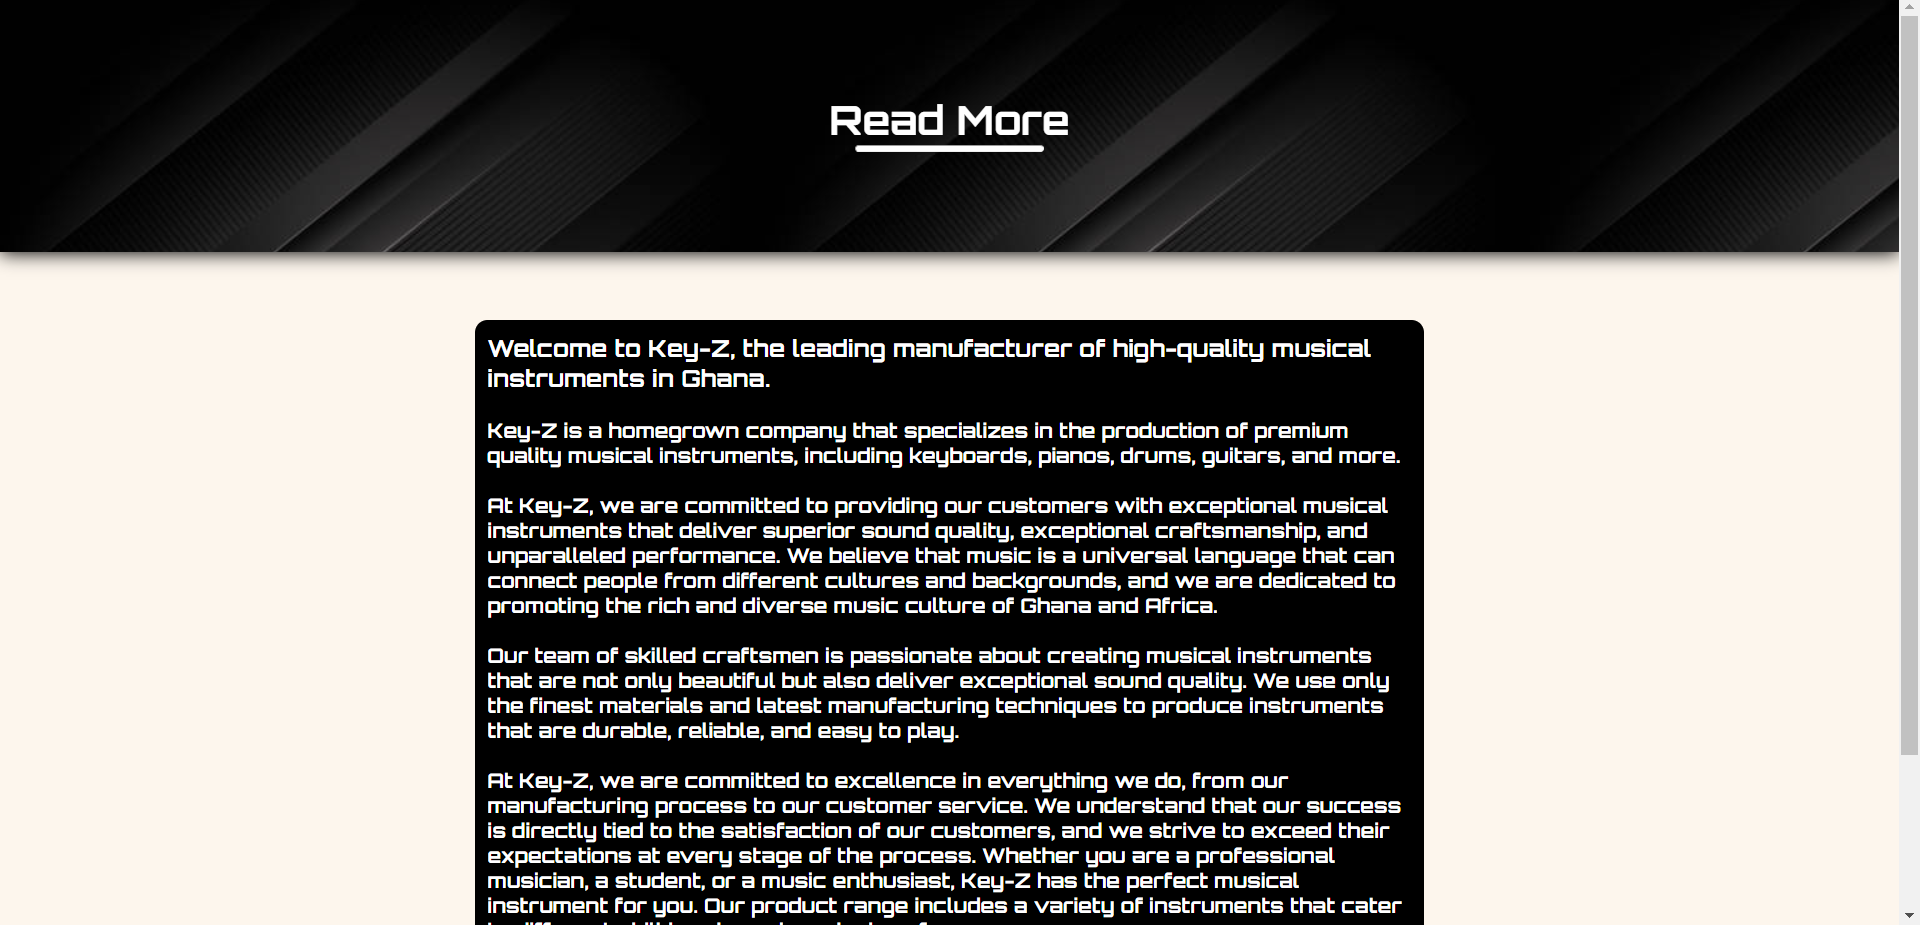 Read More
Welcome to Key-Z, the leading manufacturer of high-quality musical
instruments in Ghana.
Key-Z is a homegrown company that specializes in the production of premium
quality musical instruments, including keyboards, pianos, drums, guitars, and more.
At Key-Z, we are committed to providing our customers with exceptional musical
instruments that deliver superior sound quality, exceptional craftsmanship, and
unparalleled performance. We believe that music is a universal language that can
connect people from different cultures and backgrounds, and we are dedicated to
promoting the rich and diverse music culture of Ghana and Africa.
Our team of skilled craftsmen is passionate about creating musical instruments
that are not only beautiful but also deliver exceptional sound quality. We use only
the finest materials and latest manufacturing techniques to produce instruments
that are durable, reliable, and easy to play.
At Key-Z, we are committed to excellence in everything we do, from our
manufacturing process to our customer service. We understand that our success
is directly tied to the satisfaction of our customers, and we strive to exceed their
expectations at every stage of the process. Whether you are a professional
musician, a student, or a music enthusiast, Key-Z has the perfect musical
instrument for you. Our product range includes a variety of instruments that cater